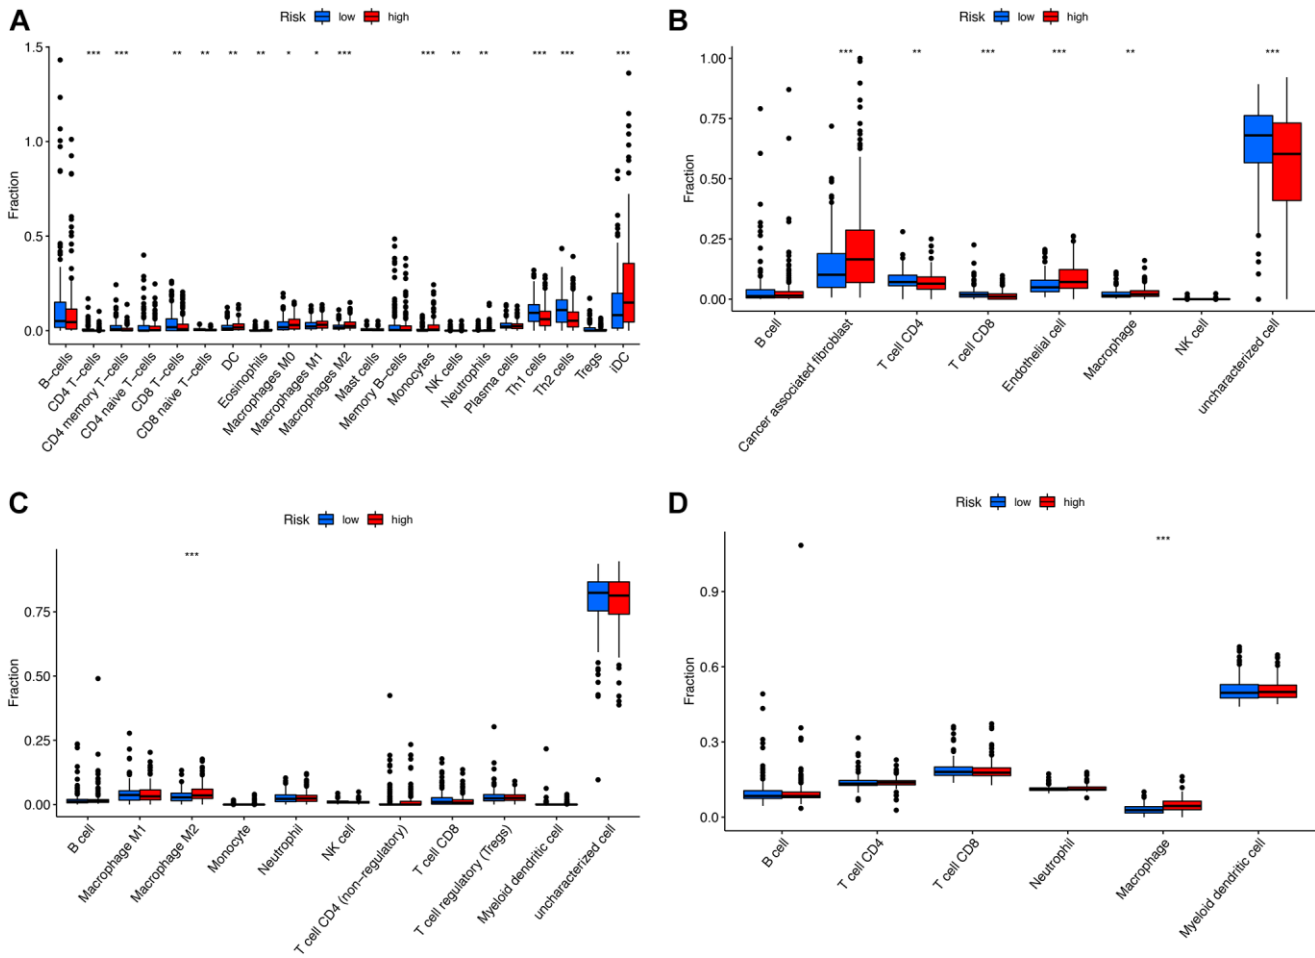 A
Risk low high
Fraction
1.5
1.0
0.5
0.0
*** *** ** ** ** ** * * *** *** ** ** *** *** ***
B-cells
CD4 T-cells
CD4 memory T-cells
CD4 naive T-cells
CD8 T-cells
CD8 naive T-cells
DC
Eosinophils
Macrophages M0
Macrophages M1
Macrophages M2
Mast cells
Memory B-cells
Monocytes
NK cells
Neutrophils
Plasma cells
Th1 cells
Th2 cells
Tregs
iDC
B
Risk low high
Fraction
1.00
0.75
0.50
0.25
0.00
*** ** *** *** ** ***
B cell
Cancer associated fibroblast
T cell CD4
T cell CD8
Endothelial cell
Macrophage
NK cell
uncharacterized cell
C
Risk low high
Fraction
0.75
0.50
0.25
0.00
***
B cell
Macrophage M1
Macrophage M2
Monocyte
Neutrophil
NK cell
T cell CD4 (non-regulatory)
T cell CD8
T cell regulatory (Tregs)
Myeloid dendritic cell
uncharacterized cell
D
Risk low high
Fraction
0.9
0.6
0.3
0.0
***
B cell
T cell CD4
T cell CD8
Neutrophil
Macrophage
Myeloid dendritic cell